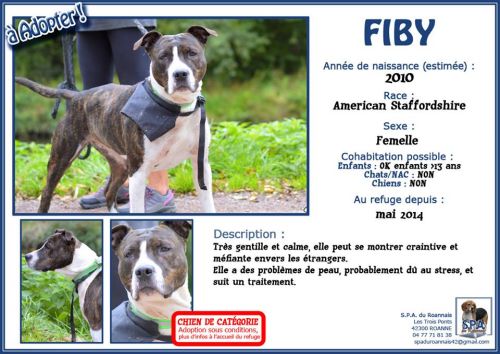 à Adopter !
FIBY
Année de naissance (estimée) :
2010
Race :
American Staffordshire
Sexe :
Femelle
Cohabitation possible :
Enfants : OK enfants >13 ans
Chats/NAC : NON
Chiens : NON
Au refuge depuis :
mai 2014
Description :
Très gentille et calme, elle peut se montrer craintive et
méfiante envers les étrangers.
Elle a des problèmes de peau, probablement dû au stress, et
suit un traitement.
CHIEN DE CATÉGORIE
Adoption sous conditions,
plus d'infos à l'accueil du refuge
S.P.A. du Roannais
Les Trois Ponts
42300 ROANNE
04 77 71 81 38
spaduroannais42@gmail.com
SPA